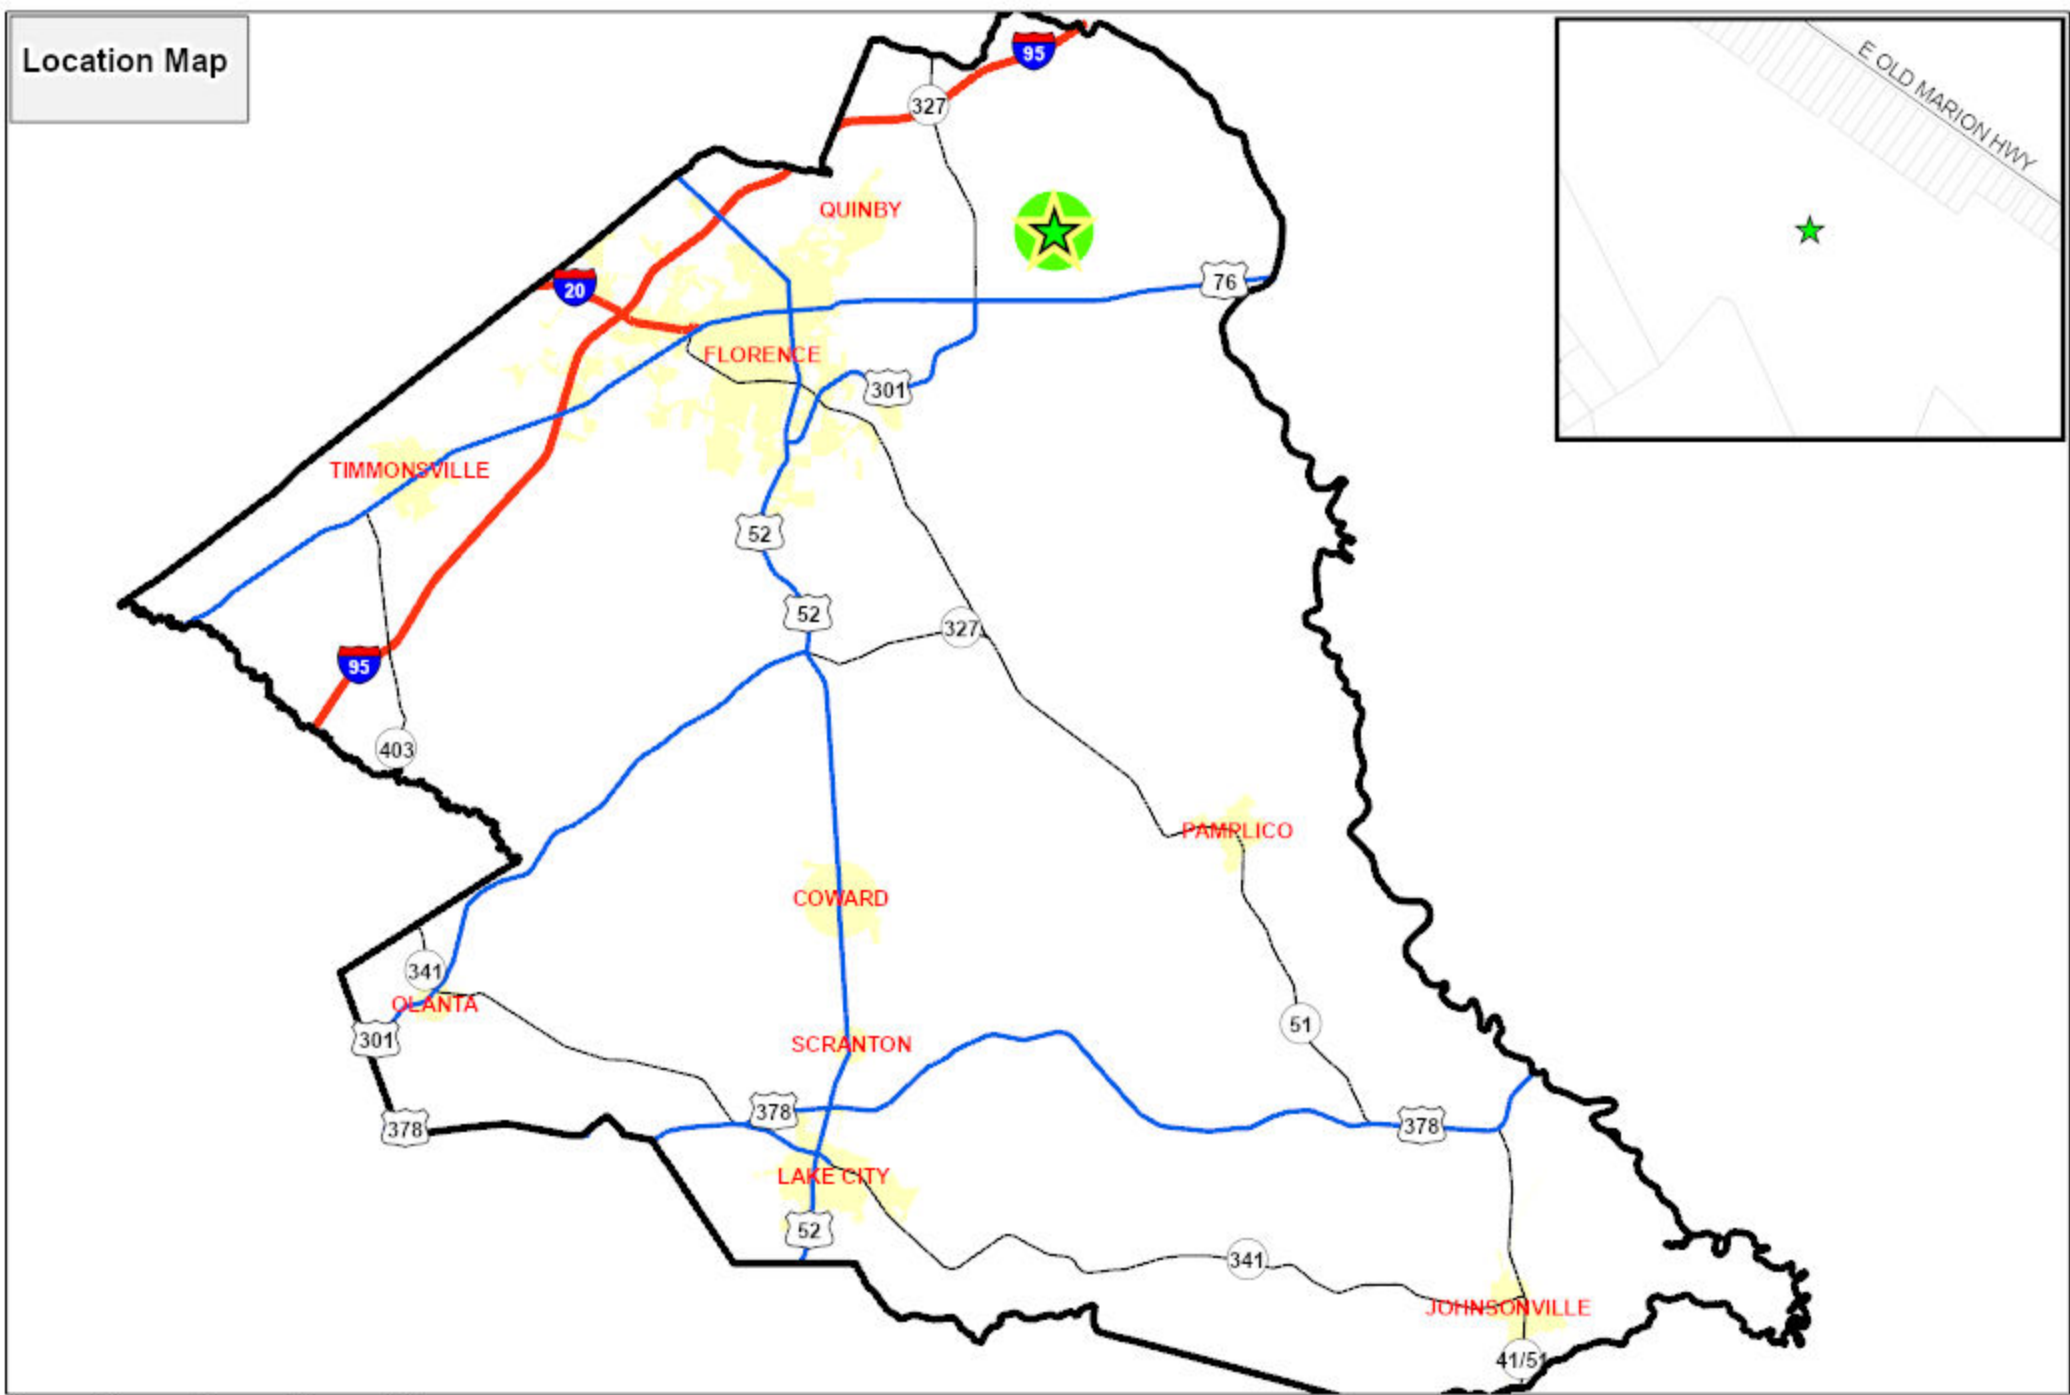 Location Map
95
E OLD MARION HWY
327
QUINBY
76
20
FLORENCE
301
TIMMONSVILLE
52
52
327
95
403
PAMPLICO
COWARD
341
OLANTA
51
301
SCRANTON
378
378
378
LAKE CITY
52
341
JOHNSONVILLE
41/51